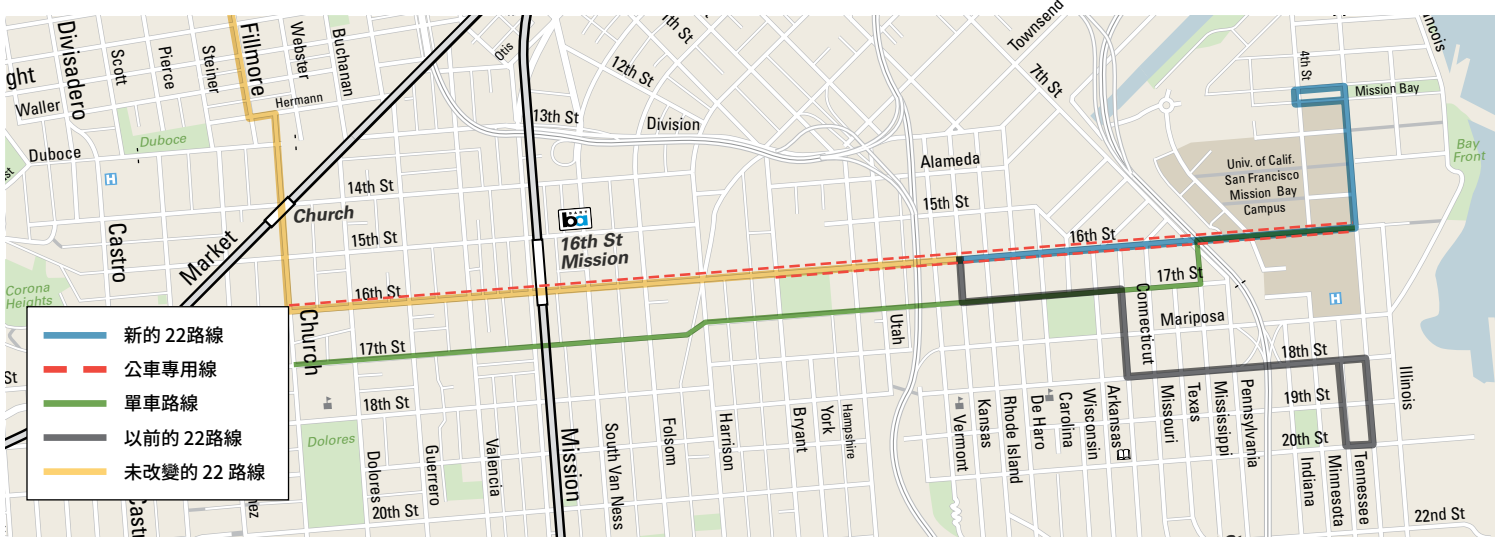 ght
Waller
Divisadero
Scott
Pierce
Steiner
Fillmore
Webster
Buchanan
Hermann
Otis
11th St
12th St
13th St
Division
Townsend
7th St
4th St
Mission Bay
Bay
Front
Duboce
Duboce
H
14th St
Church
15th St
Market
Castro
Corona
Heights
BART
ba
16th St
Mission
Alameda
15th St
Univ. of Calif.
San Francisco
Mission Bay
Campus
16th St
16th St
17th St
17th St
H
Church
Utah
Connecticut
Mariposa
18th St
18th St
19th St
20th St
20th St
22nd St
Dolores
Dolores
Guerrero
Valencia
Mission
South Van Ness
Folsom
Harrison
Bryant
York
Hampshire
Vermont
Kansas
Rhode Island
De Haro
Carolina
Wisconsin
Arkansas
Missouri
Texas
Mississippi
Pennsylvania
Indiana
Minnesota
Tennessee
Illinois
St
新的 22路線
公車專用線
單車路線
以前的 22路線
未改變的 22 路線